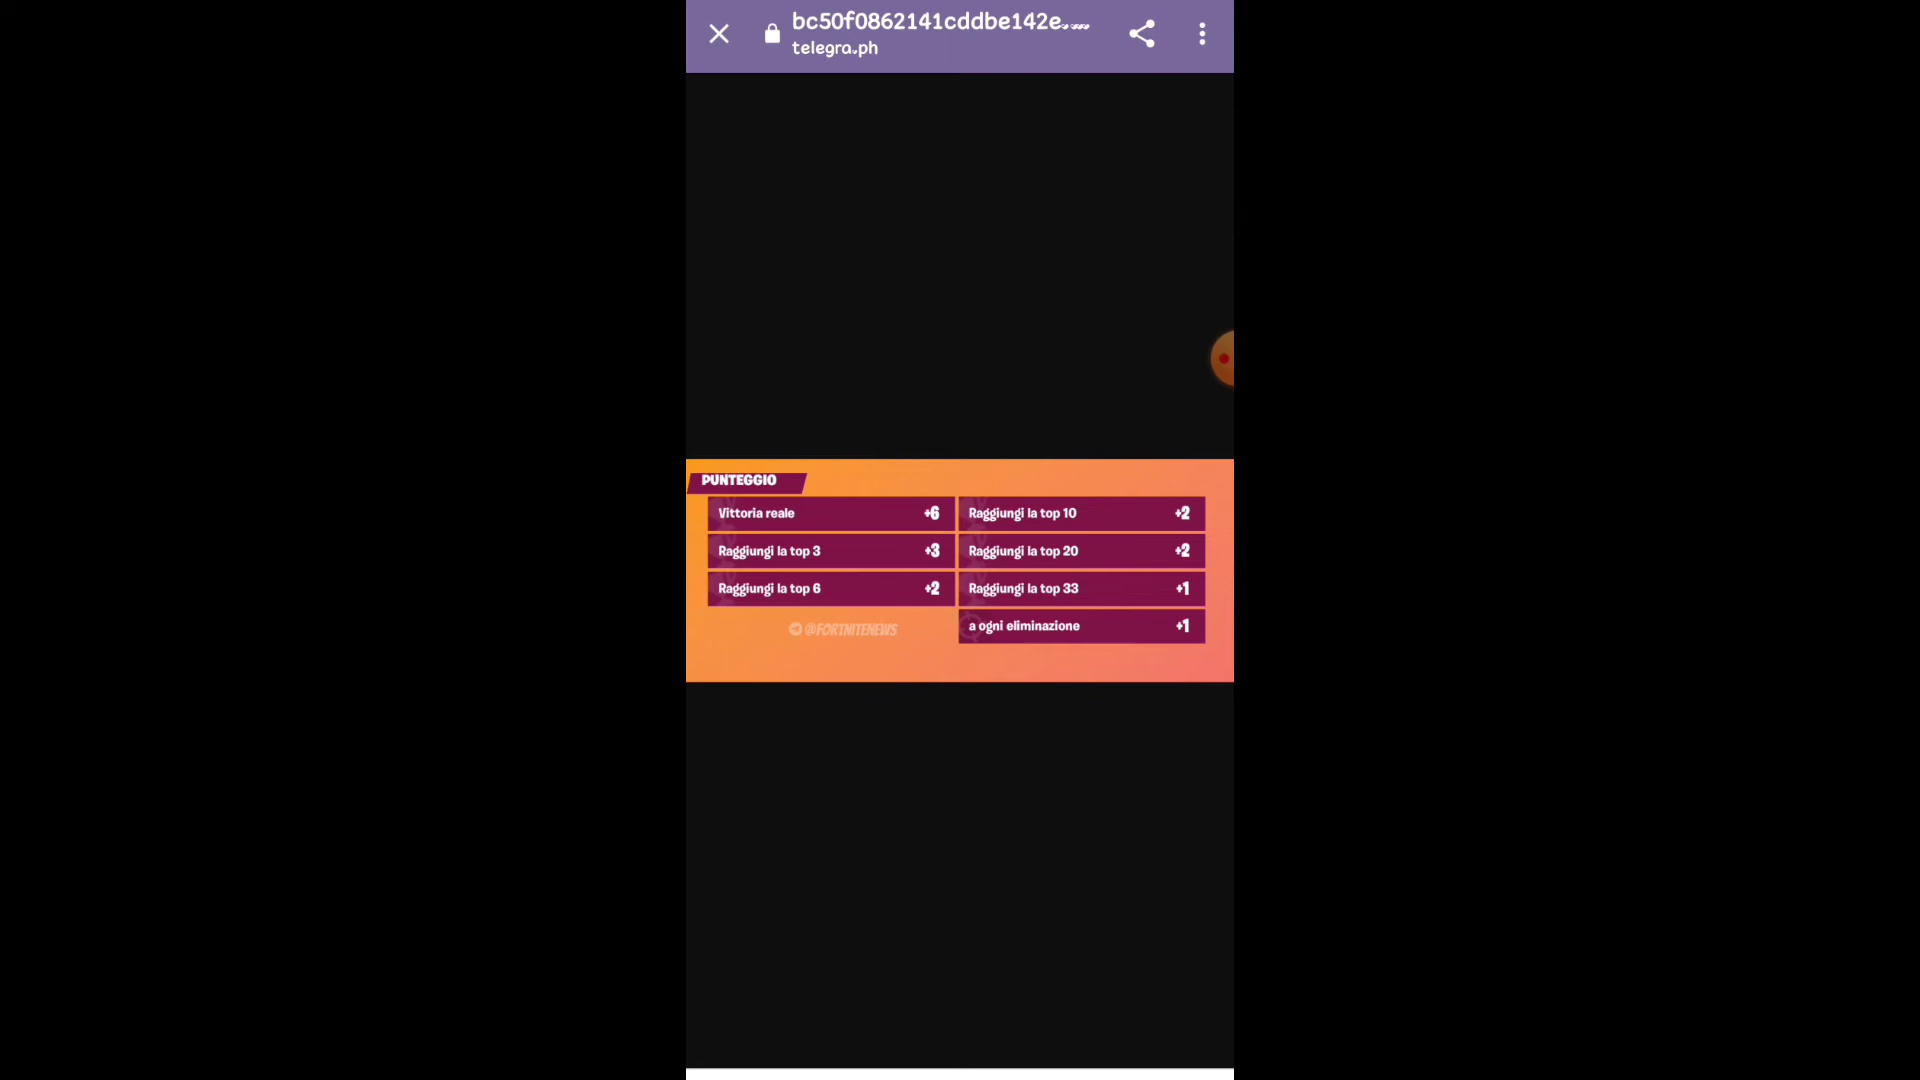 bc50f0862141cddbe142e....
telegra.ph
PUNTEGGIO
Vittoria reale +6
Raggiungi la top 3 +3
Raggiungi la top 6 +2
Raggiungi la top 10 +2
Raggiungi la top 20 +2
Raggiungi la top 33 +1
a ogni eliminazione +1
@FORTNITENEWS